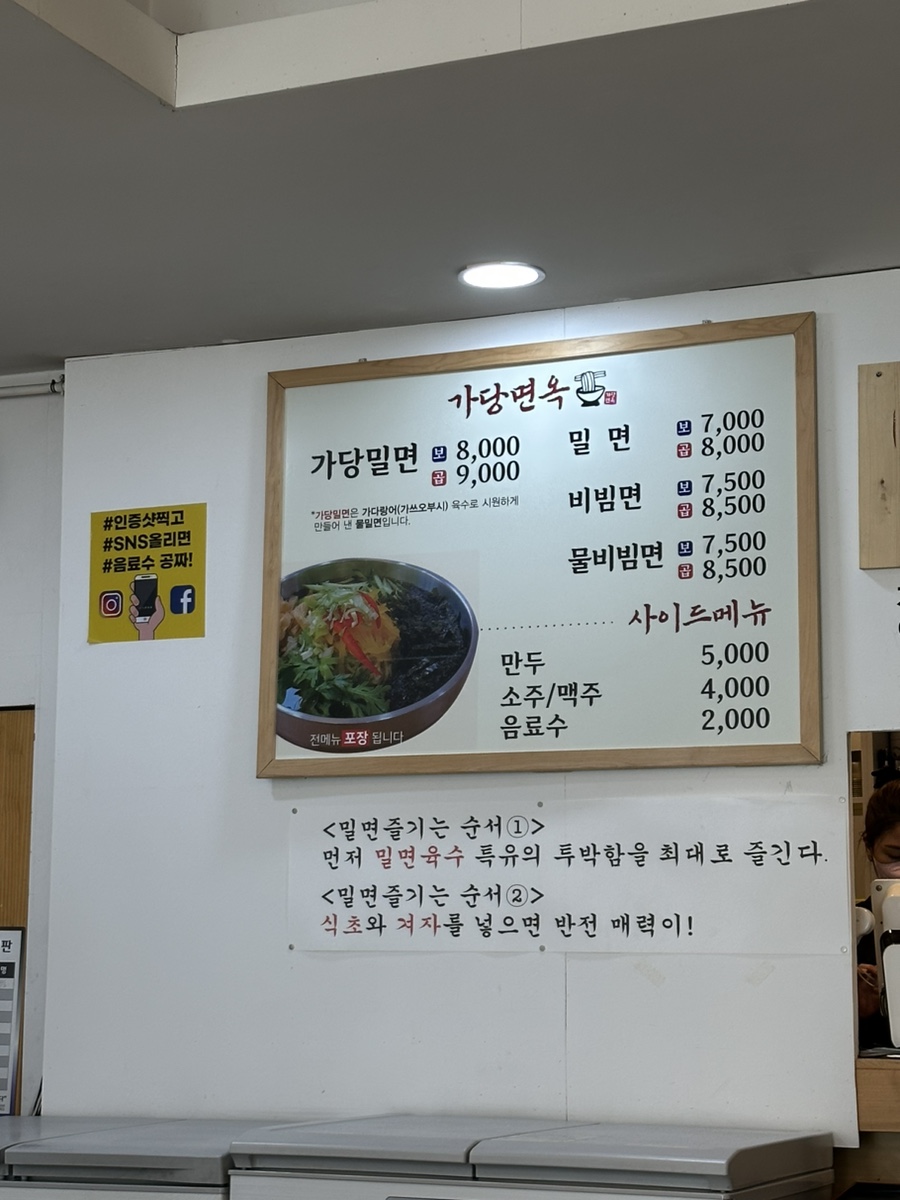 가당면옥
가당밀면 보 8,000
곱 9,000
*가당밀면은 가다랑어(가쓰오부시) 육수로 시원하게
만들어 낸 물밀면입니다.
밀 면 보 7,000
곱 8,000
비빔면 보 7,500
곱 8,500
물비빔면 보 7,500
곱 8,500
사이드메뉴
만두 5,000
소주/맥주 4,000
음료수 2,000
전메뉴 포장 됩니다
#인증샷찍고
#SNS올리면
#음료수 공짜!
<밀면즐기는 순서①>
먼저 밀면육수 특유의 투박함을 최대로 즐긴다.
<밀면즐기는 순서②>
식초와 겨자를 넣으면 반전 매력이!
판
명